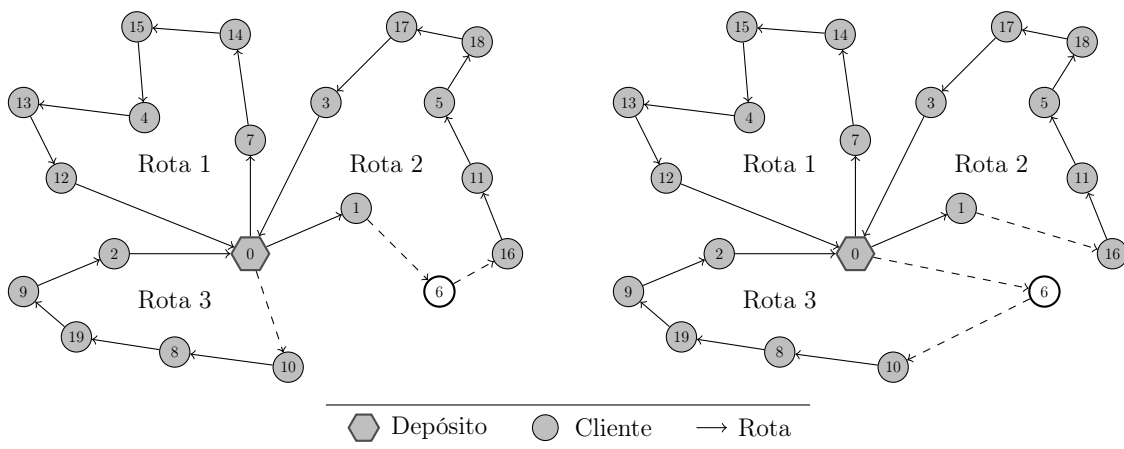 15 14 17 18 15 14 17 18
13 4 3 5 13 4 3 5
7 7
Rota 1 Rota 2 Rota 1 Rota 2
12 11 12 11
1 1
2 0 16 2 0 16
9 Rota 3 6 9 Rota 3 6
19 8 10 19 8 10
Depósito Cliente Rota